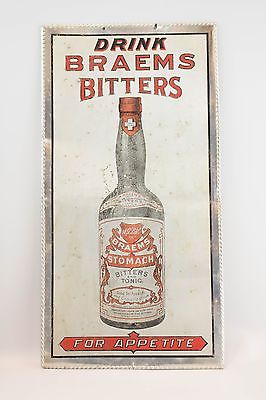 DRINK
BRAEMS
BITTERS
BRAEMS
STOMACH
BITTERS
TONIC.
FOR APPETITE